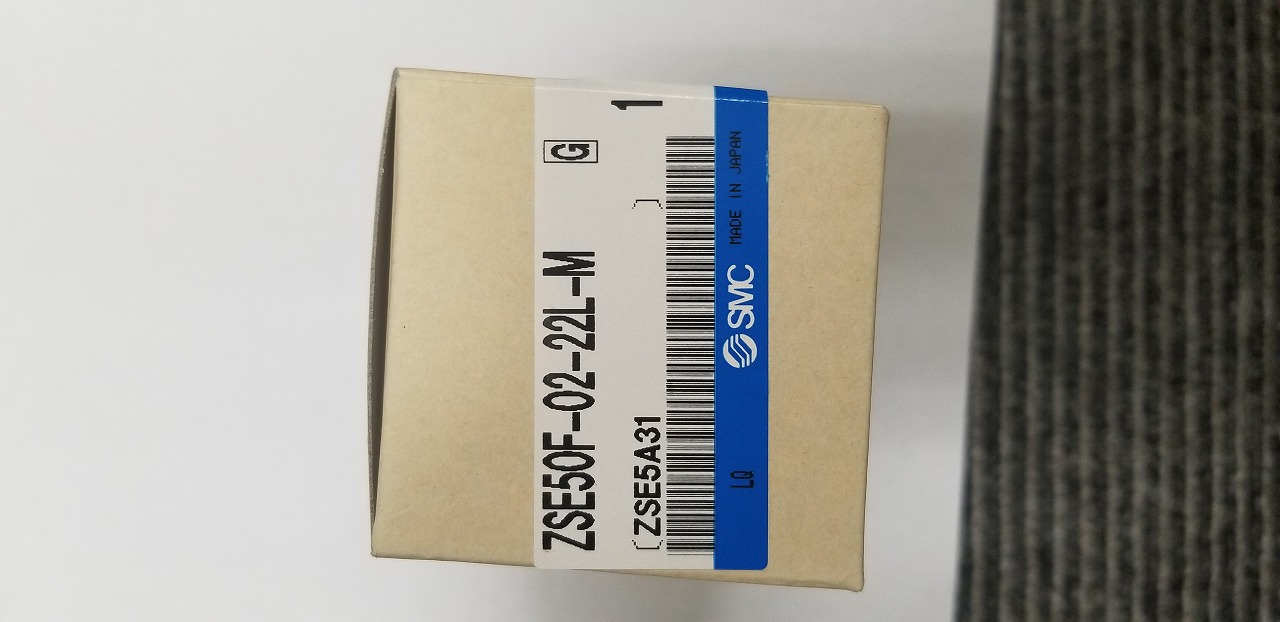 ZSE50F-02-22L-M G
[ZSE5A31 ] 1
LQ SMC MADE IN JAPAN